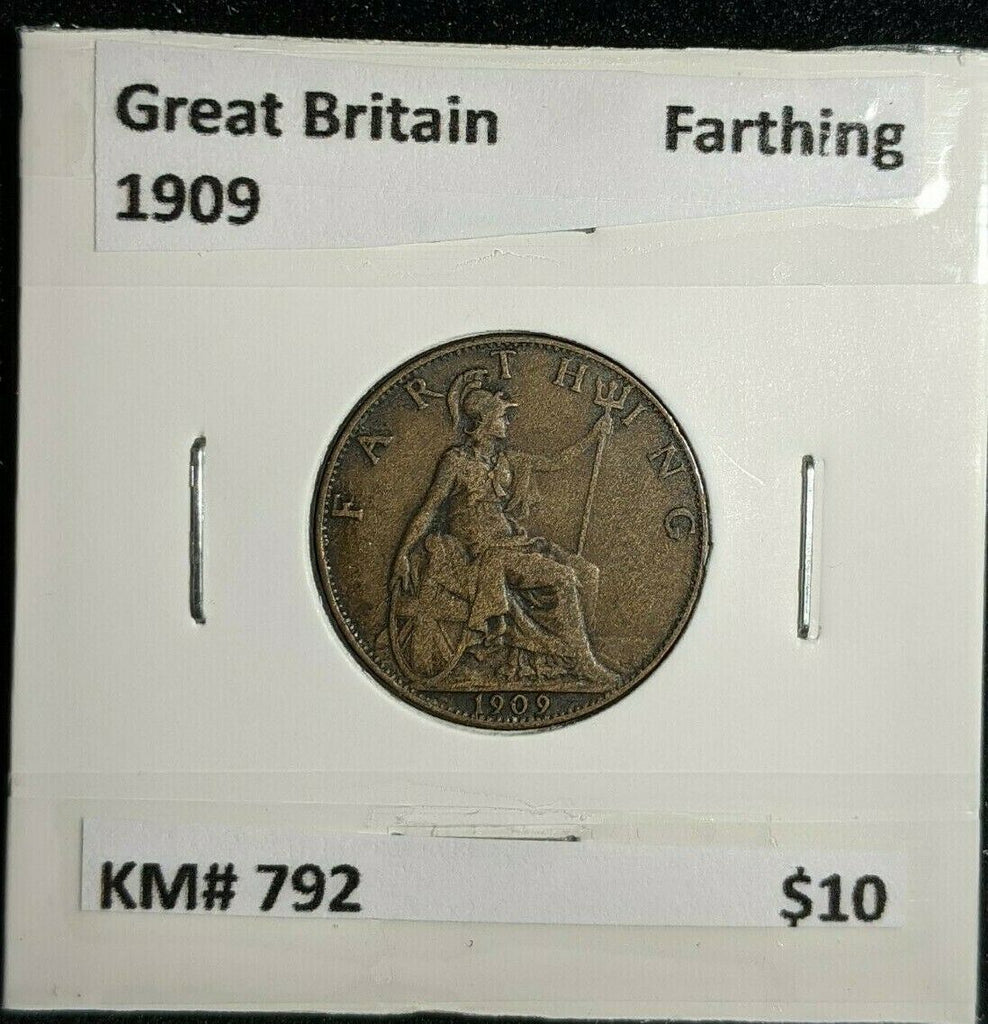 Great Britain Farthing
1909
FARTHING
1909
KM# 792 $10